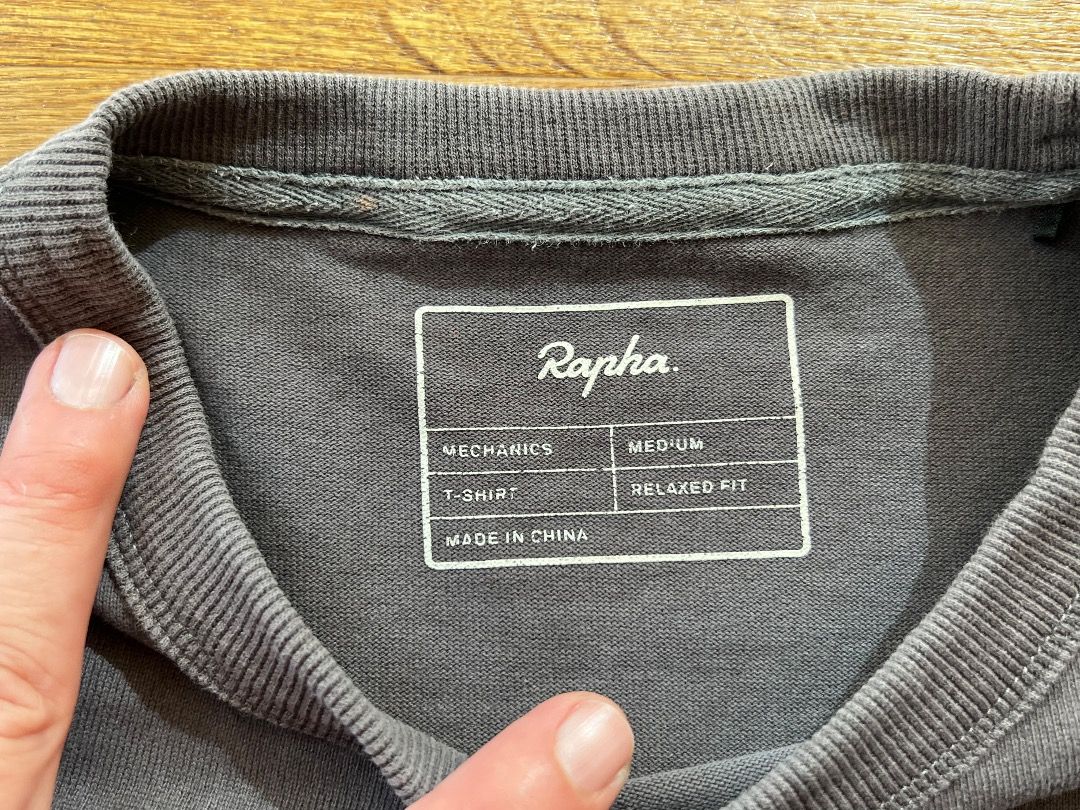 Rapha.
MECHANICS MEDIUM
T-SHIRT RELAXED FIT
MADE IN CHINA